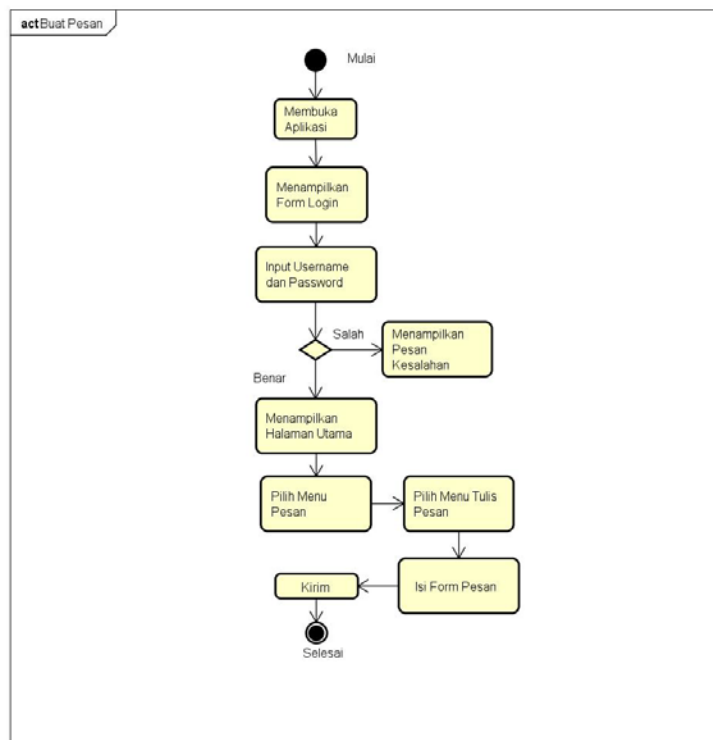 act Buat Pesan
Mulai
Membuka
Aplikasi
Menampilkan
Form Login
Input Username
dan Password
Salah
Menampilkan
Pesan
Kesalahan
Benar
Menampilkan
Halaman Utama
Pilih Menu
Pesan
Pilih Menu Tulis
Pesan
Isi Form Pesan
Kirim
Selesai